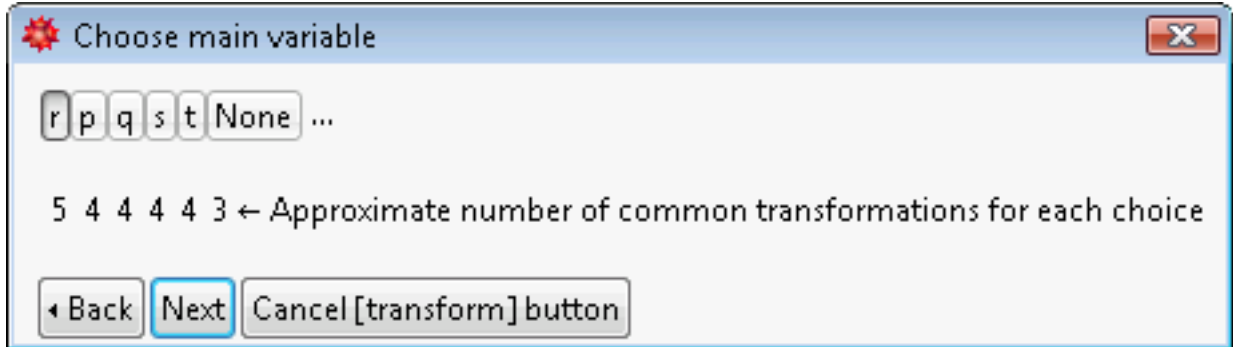 Choose main variable
r p q s t None ...
5 4 4 4 4 3 ← Approximate number of common transformations for each choice
◂ Back Next Cancel [transform] button